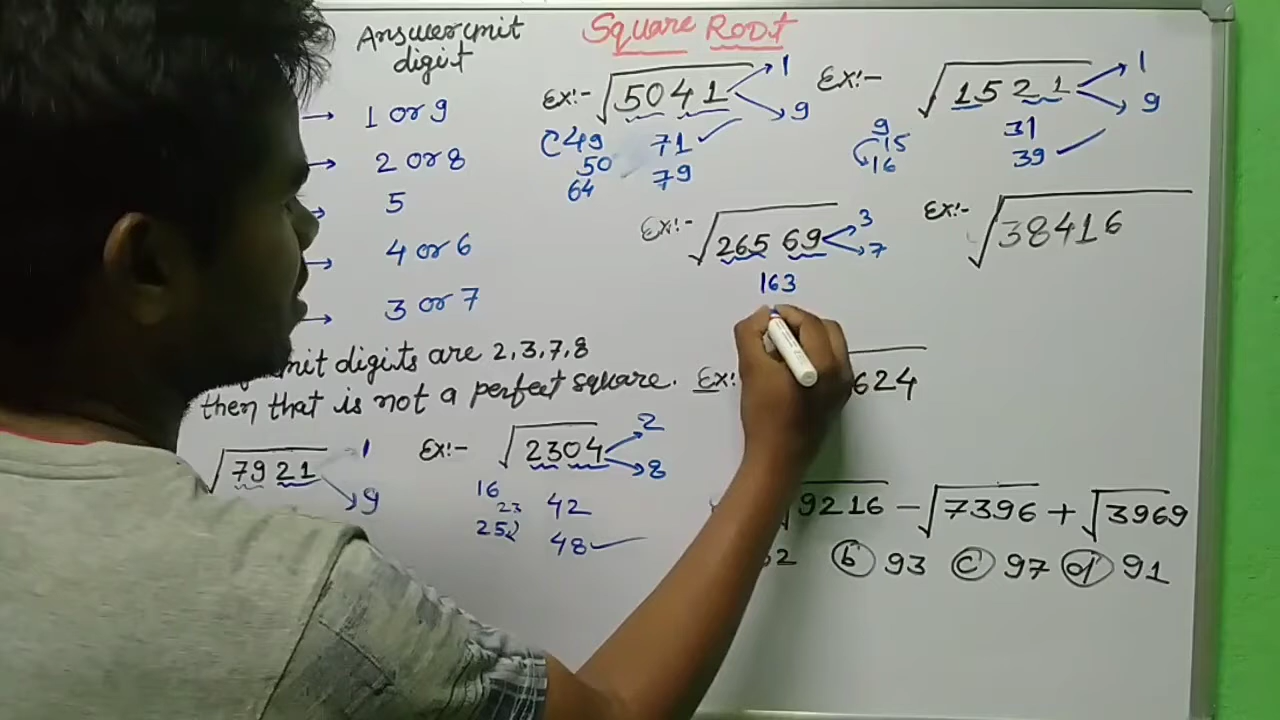 Square Root
Answer unit
digit
1 or 9
2 or 8
5
4 or 6
3 or 7
Ex:- √5041 1
9
49 71 ✓
50 79
64
Ex:- √1521 1
9
9 31
15 39 ✓
16
Ex:- √26569 3
7
163
Ex:- √38416
unit digits are 2,3,7,8
then that is not a perfect square.
Ex: 624
√7921 1
9
Ex:- √2304 2
8
16 42
23 48 ✓
25
√9216 - √7396 + √3969
2 (b) 93 (c) 97 (d) 91